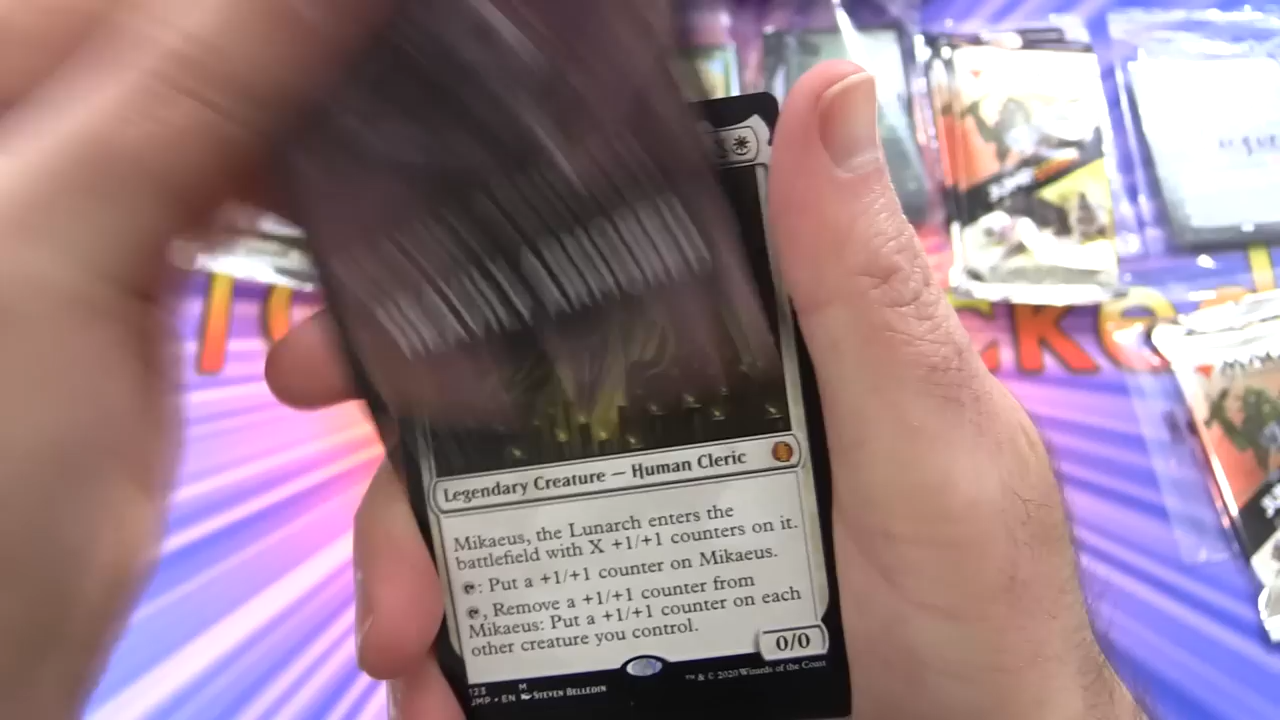 Legendary Creature — Human Cleric
Mikaeus, the Lunarch enters the
battlefield with X +1/+1 counters on it.
: Put a +1/+1 counter on Mikaeus.
, Remove a +1/+1 counter from
Mikaeus: Put a +1/+1 counter on each
other creature you control.
0/0
123 M
JMP • EN STEVEN BELLEDIN
™ & © 2020 Wizards of the Coast